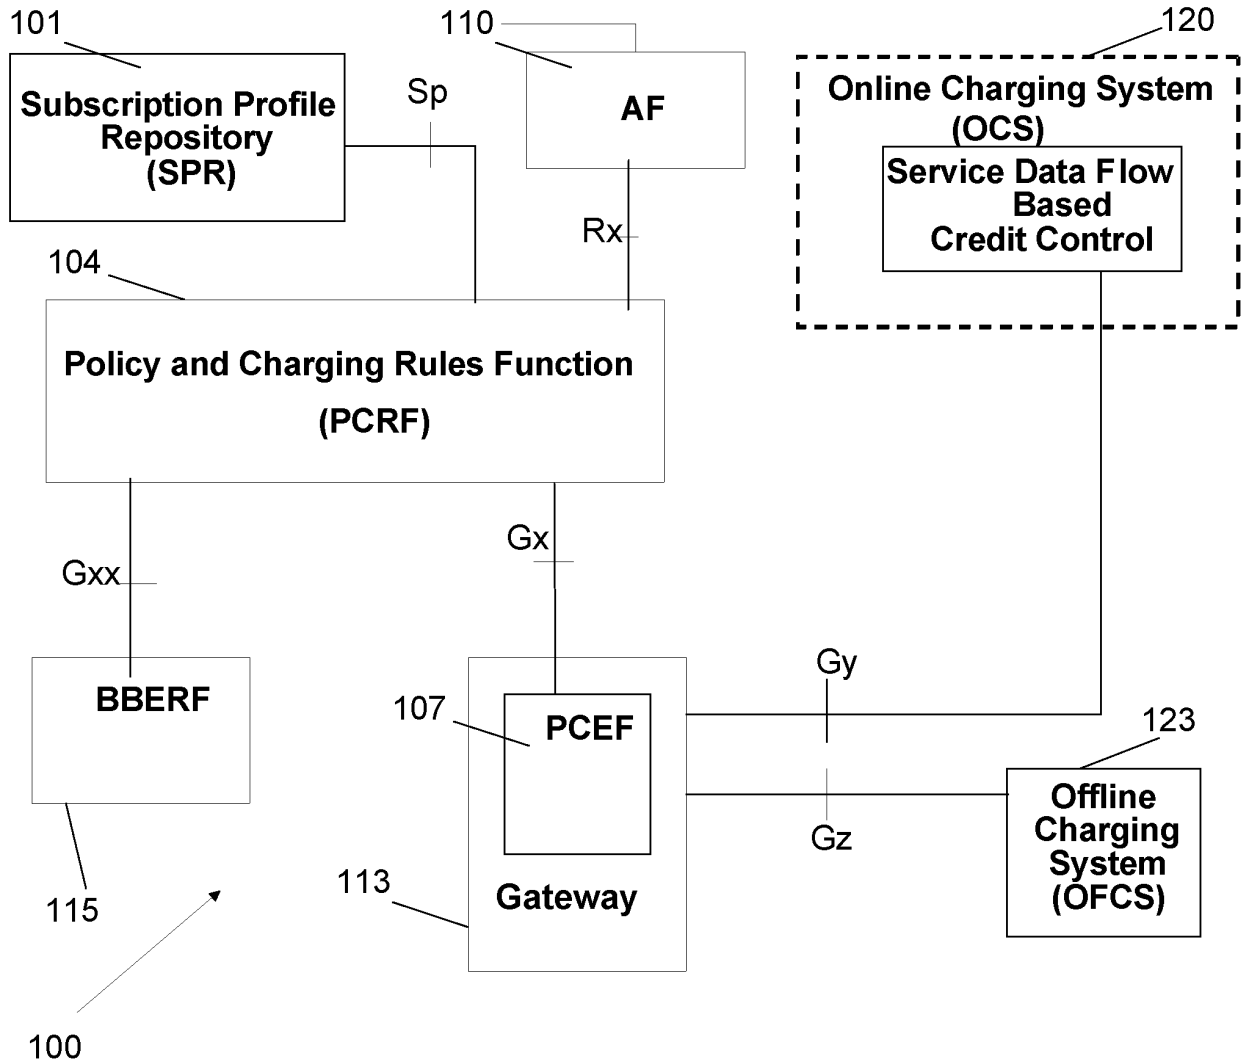 101
110
120
Subscription Profile
Repository
(SPR)
Sp
AF
Online Charging System
(OCS)
Service Data Flow
Based
Credit Control
Rx
104
Policy and Charging Rules Function
(PCRF)
Gxx
Gx
BBERF
107
PCEF
Gy
123
Gz
Offline
Charging
System
(OFCS)
113
Gateway
115
100